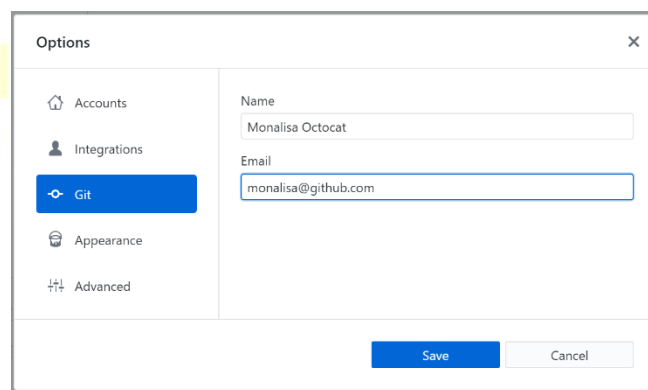 Options
Accounts
Integrations
Git
Appearance
Advanced
Name
Monalisa Octocat
Email
monalisa@github.com
Save
Cancel